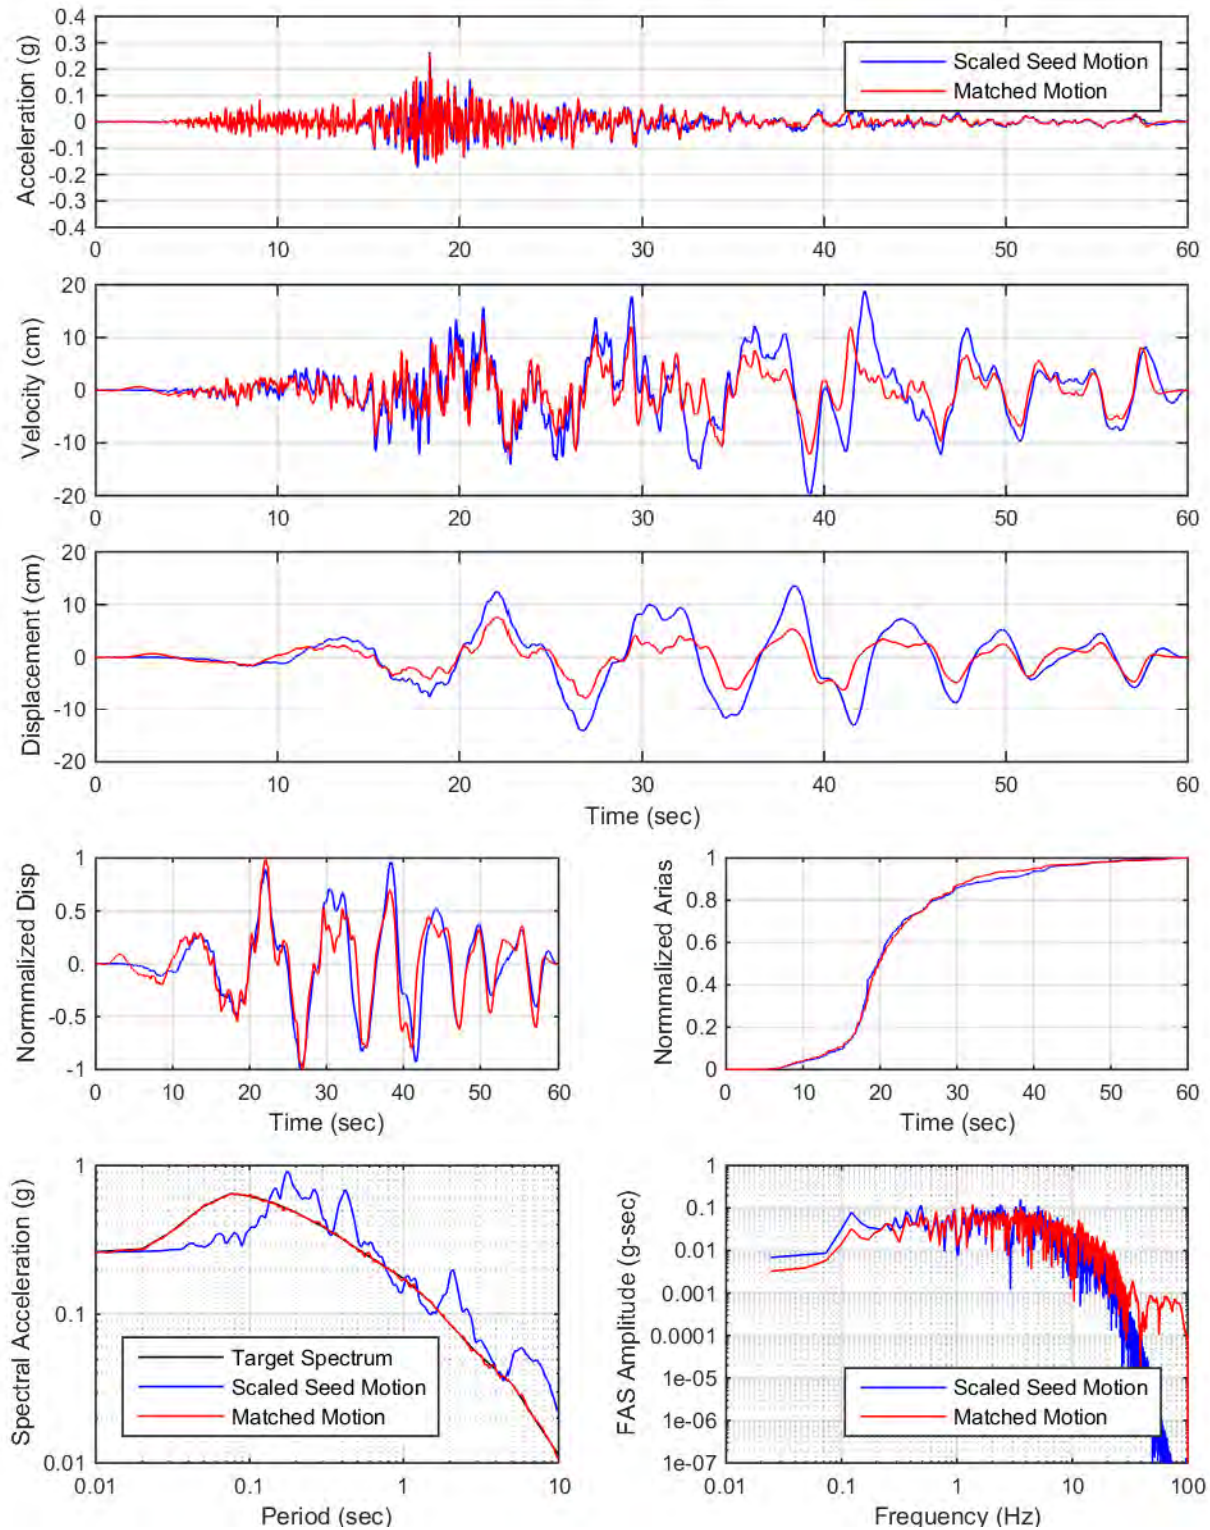 Acceleration (g)
0.4
0.3
0.2
0.1
0
-0.1
-0.2
-0.3
-0.4
Scaled Seed Motion
Matched Motion
0 10 20 30 40 50 60
Velocity (cm)
20
10
0
-10
-20
0 10 20 30 40 50 60
Displacement (cm)
20
10
0
-10
-20
0 10 20 30 40 50 60
Time (sec)
Nornmalized Disp
1
0.5
0
-0.5
-1
0 10 20 30 40 50 60
Time (sec)
Normmalized Arias
1
0.8
0.6
0.4
0.2
0
0 10 20 30 40 50 60
Time (sec)
Spectral Acceleration (g)
1
0.1
0.01
Target Spectrum
Scaled Seed Motion
Matched Motion
0.01 0.1 1 10
Period (sec)
FAS Amplitude (g-sec)
1
0.1
0.01
0.001
0.0001
1e-05
1e-06
1e-07
Scaled Seed Motion
Matched Motion
0.01 0.1 1 10 100
Frequency (Hz)